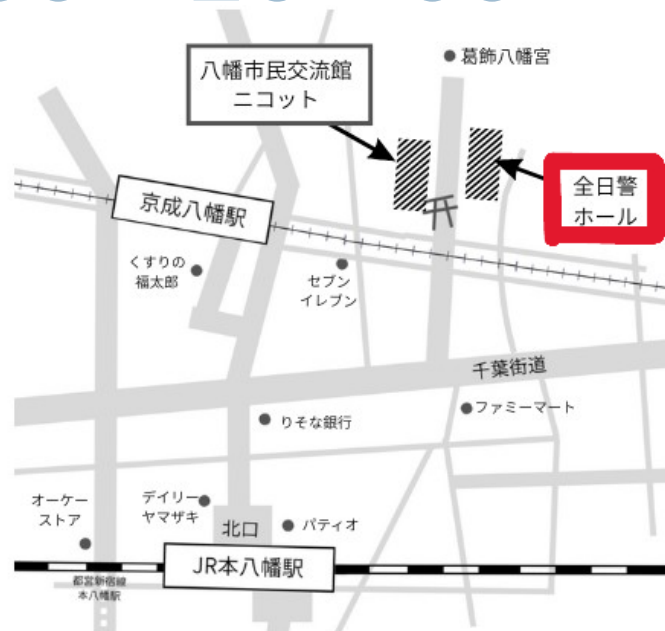 葛飾八幡宮
八幡市民交流館
ニコット
全日警
ホール
京成八幡駅
くすりの
福太郎
セブン
イレブン
千葉街道
ファミーマート
りそな銀行
オーケー
ストア
デイリー
ヤマザキ
北口
パティオ
JR本八幡駅
都営新宿線
本八幡駅